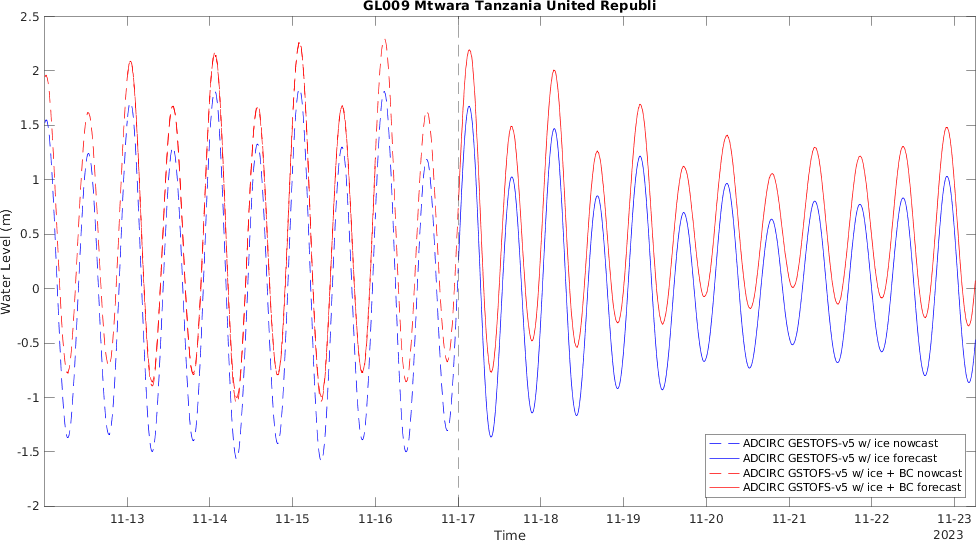 GL009 Mtwara Tanzania United Republi
2.5
2
1.5
1
0.5
0
-0.5
-1
-1.5
-2
Water Level (m)
11-13 11-14 11-15 11-16 11-17 11-18 11-19 11-20 11-21 11-22 11-23
Time
2023
ADCIRC GESTOFS-v5 w/ ice nowcast
ADCIRC GESTOFS-v5 w/ ice forecast
ADCIRC GSTOFS-v5 w/ ice + BC nowcast
ADCIRC GSTOFS-v5 w/ ice + BC forecast